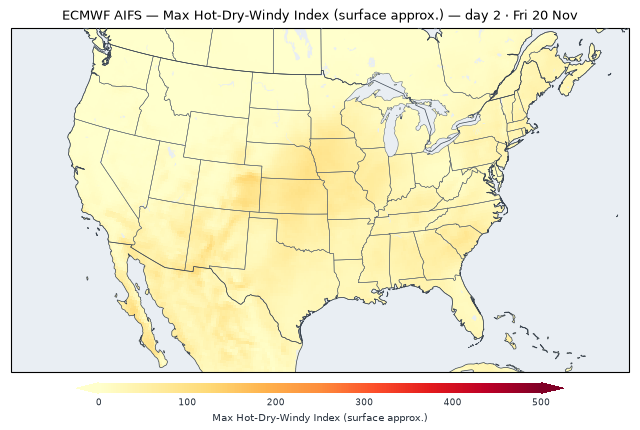 ECMWF AIFS — Max Hot-Dry-Windy Index (surface approx.) — day 2 · Fri 20 Nov
0 100 200 300 400 500
Max Hot-Dry-Windy Index (surface approx.)